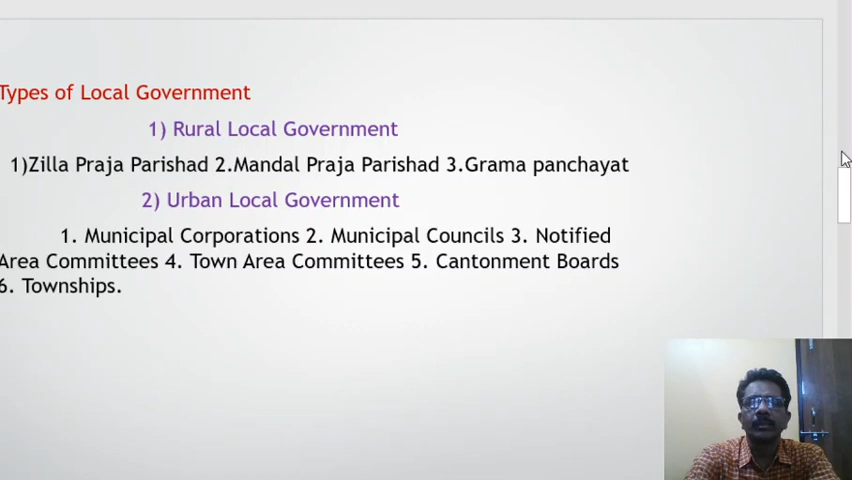 Types of Local Government
1) Rural Local Government
1)Zilla Praja Parishad 2.Mandal Praja Parishad 3.Grama panchayat
2) Urban Local Government
1. Municipal Corporations 2. Municipal Councils 3. Notified
Area Committees 4. Town Area Committees 5. Cantonment Boards
6. Townships.